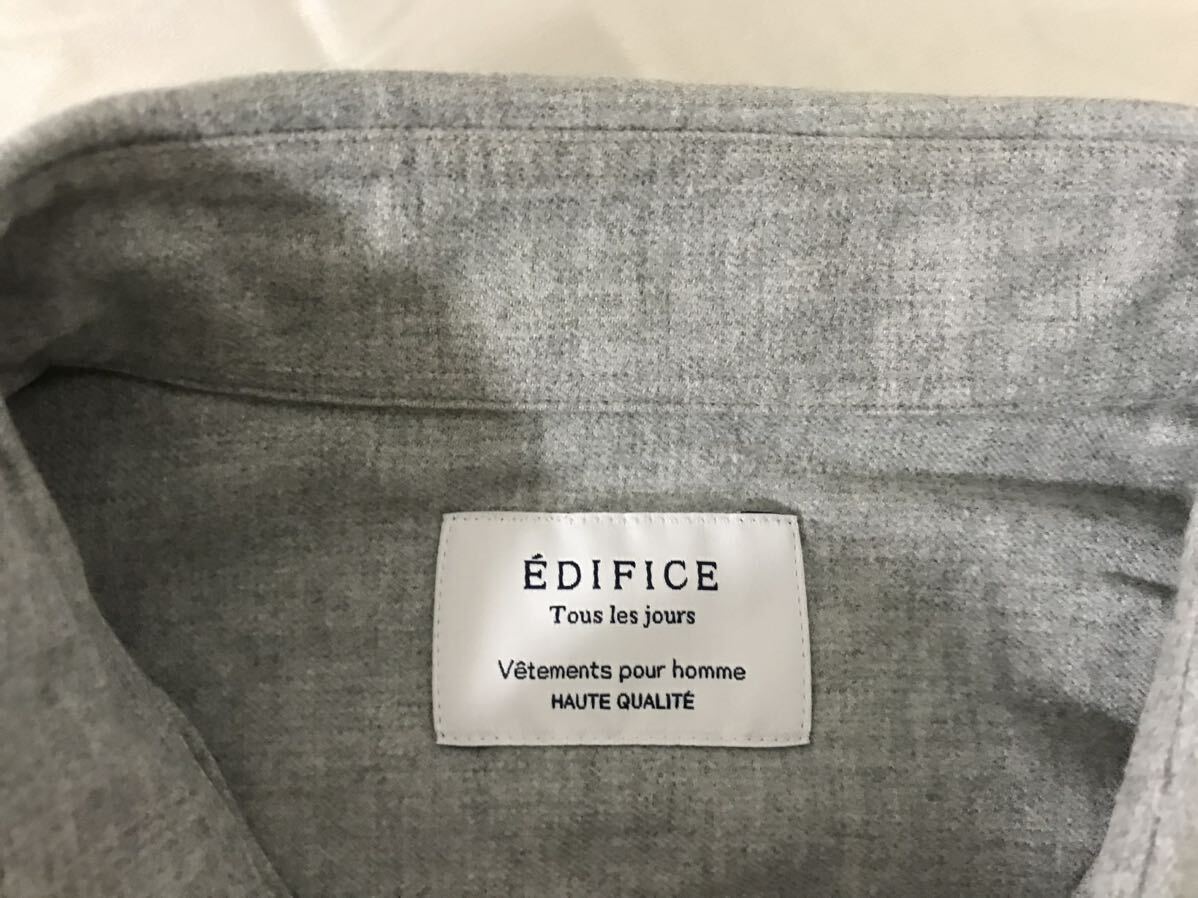 ÉDIFICE
Tous les jours
Vêtements pour homme
HAUTE QUALITÉ